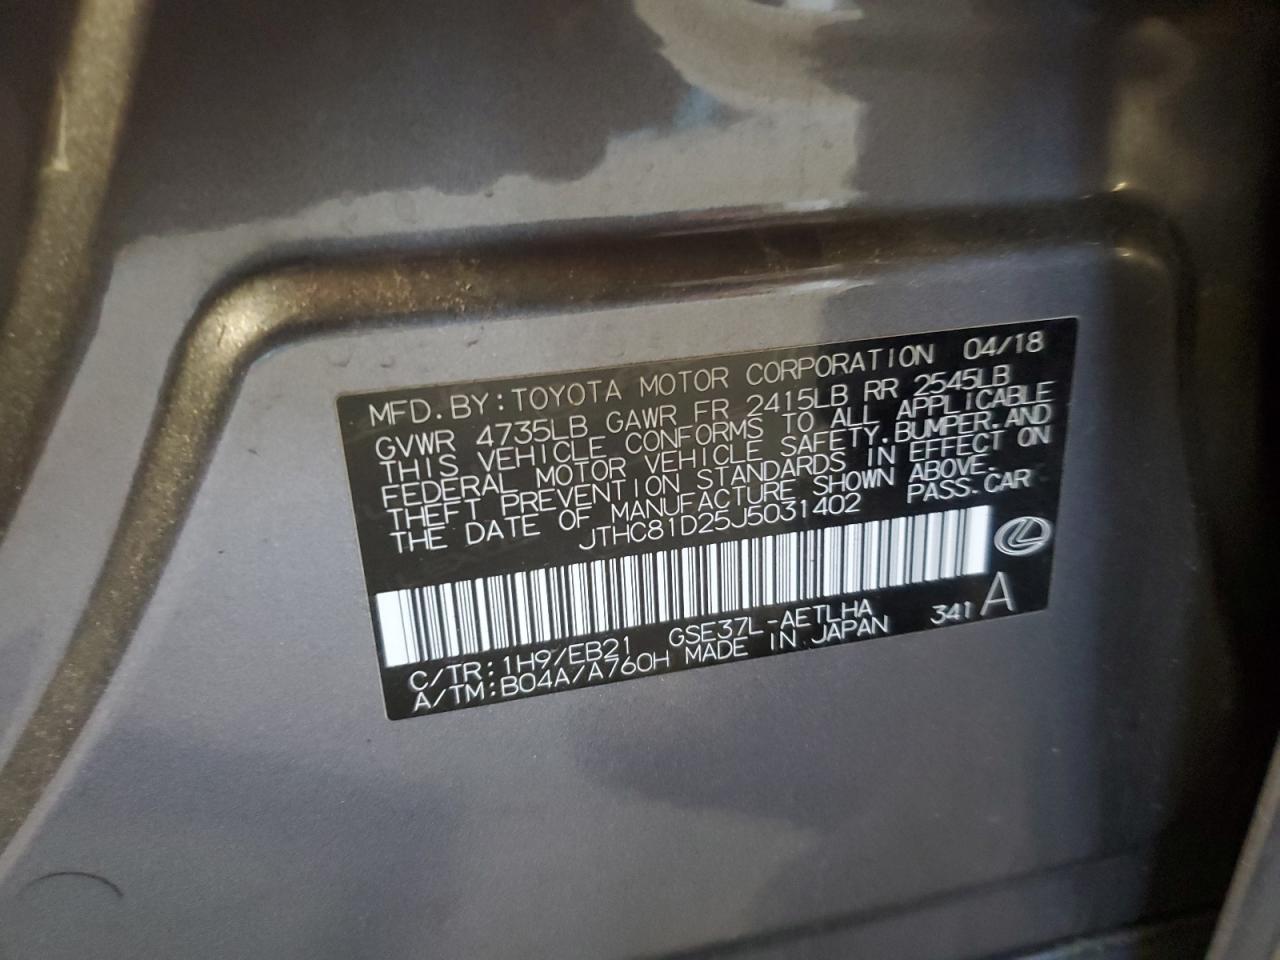 MFD. BY: TOYOTA MOTOR CORPORATION 04/18
GVWR 4735LB GAWR FR 2415LB RR 2545LB
THIS VEHICLE CONFORMS TO ALL APPLICABLE
FEDERAL MOTOR VEHICLE SAFETY, BUMPER, AND
THEFT PREVENTION STANDARDS IN EFFECT ON
THE DATE OF MANUFACTURE SHOWN ABOVE.
JTHC81D25J5031402 PASS. CAR
C/TR: 1H9/EB21 GSE37L-AETLHA 341 A
A/TM: B04A/A760H MADE IN JAPAN